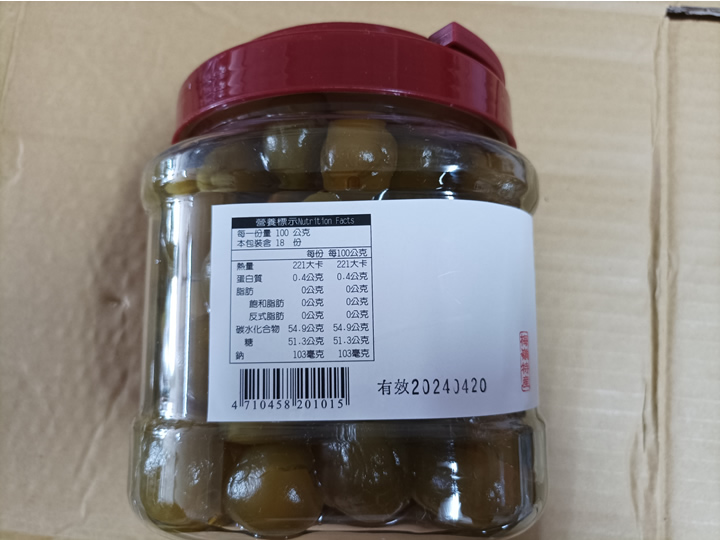 營養標示Nutrition Facts
每一份量 100 公克
本包裝含 18 份
每份 每100公克
熱量 221大卡 221大卡
蛋白質 0.4公克 0.4公克
脂肪 0公克 0公克
飽和脂肪 0公克 0公克
反式脂肪 0公克 0公克
碳水化合物 54.9公克 54.9公克
糖 51.3公克 51.3公克
鈉 103毫克 103毫克
4 710458 201015
有效20240420